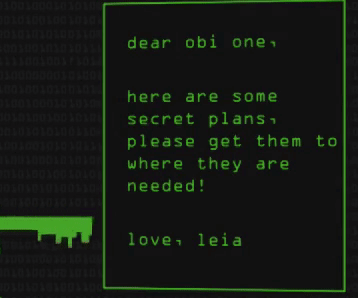 dear obi one,
here are some
secret plans,
please get them to
where they are
needed!
love, leia